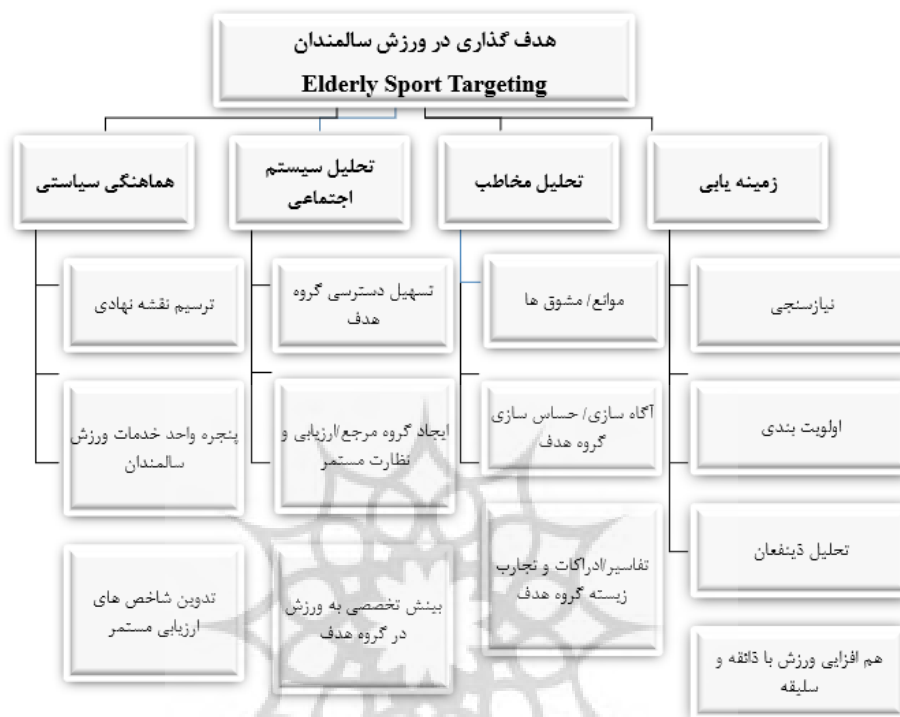 هدف گذاری در ورزش سالمندان
Elderly Sport Targeting
زمینه یابی
تحلیل مخاطب
تحلیل سیستم
اجتماعی
هماهنگی سیاستی
نیازسنجی
اولویت بندی
تحلیل ذینفعان
هم افزایی ورزش با ذائقه و
سلیقه
موانع/ مشوق ها
آگاه سازی/ حساس سازی
گروه هدف
تفاسیر/ادراکات و تجارب
زیسته گروه هدف
تسهیل دسترسی گروه
هدف
ایجاد گروه مرجع/ارزیابی و
نظارت مستمر
بینش تخصصی به ورزش
در گروه هدف
ترسیم نقشه نهادی
پنجره واحد خدمات ورزش
سالمندان
تدوین شاخص های
ارزیابی مستمر